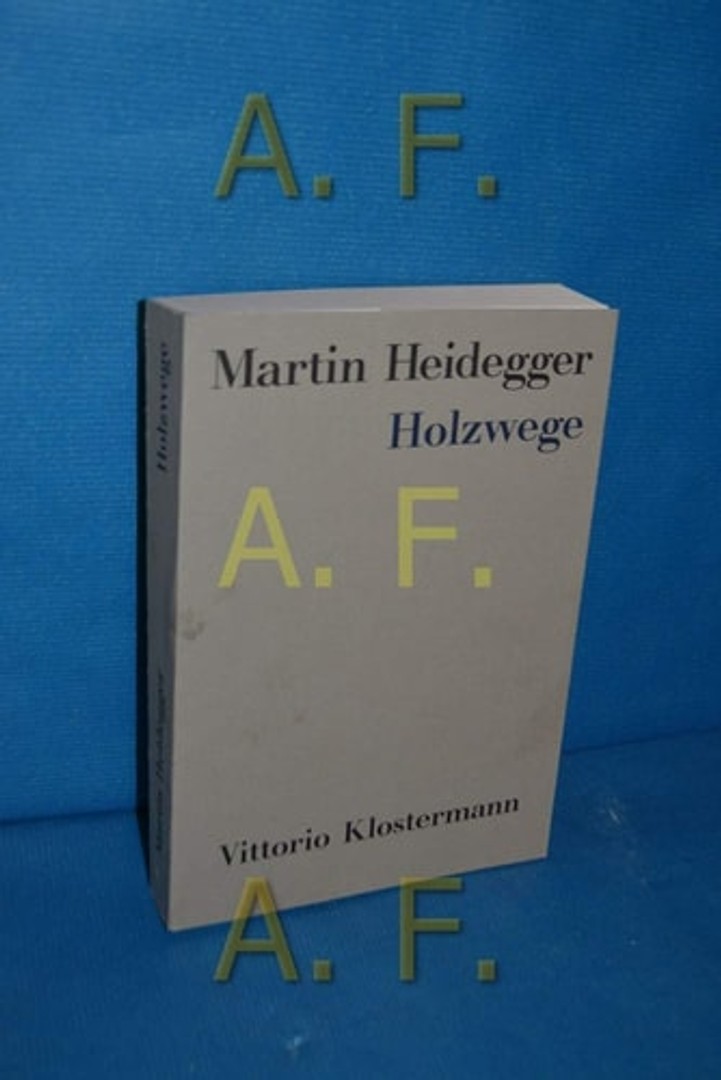 A. F.
Martin Heidegger
Holzwege
A. F.
Vittorio Klostermann
A. F.
Holzwege
Martin Heidegger